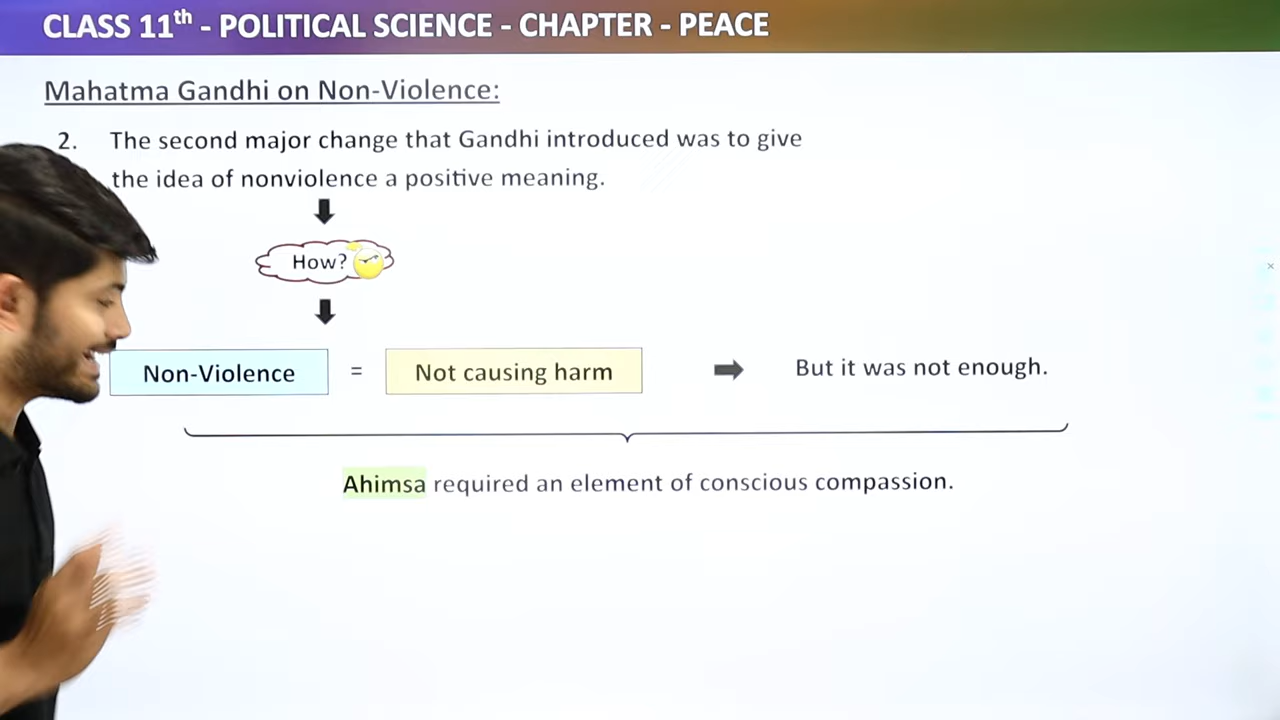 CLASS 11th - POLITICAL SCIENCE - CHAPTER - PEACE
Mahatma Gandhi on Non-Violence:
2. The second major change that Gandhi introduced was to give
the idea of nonviolence a positive meaning.
How?
Non-Violence = Not causing harm But it was not enough.
Ahimsa required an element of conscious compassion.